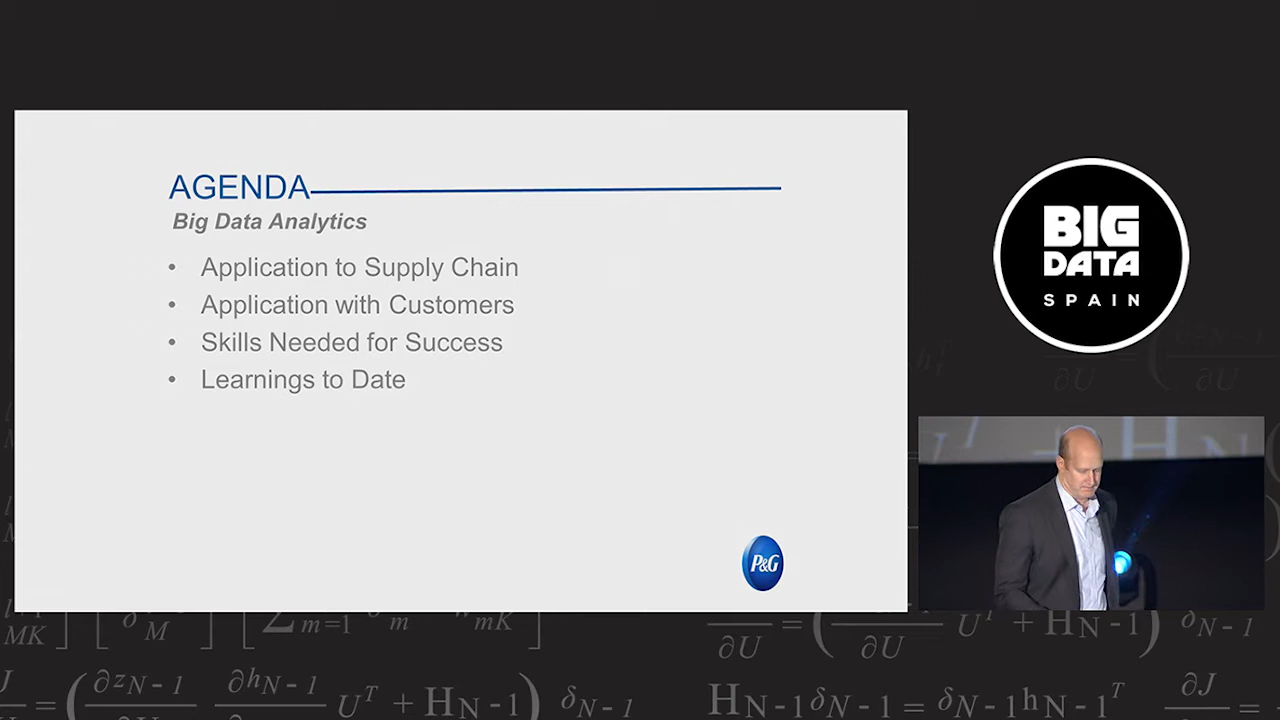 AGENDA
Big Data Analytics
• Application to Supply Chain
• Application with Customers
• Skills Needed for Success
• Learnings to Date
P&G
BIG
DATA
SPAIN